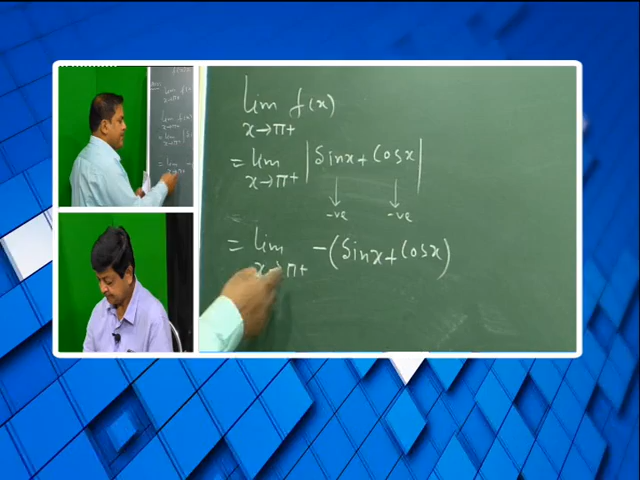 lim f(x)
x→π+
= lim |Sinx + Cosx|
x→π+
-ve -ve
= lim -(Sinx + Cosx)
x→π+